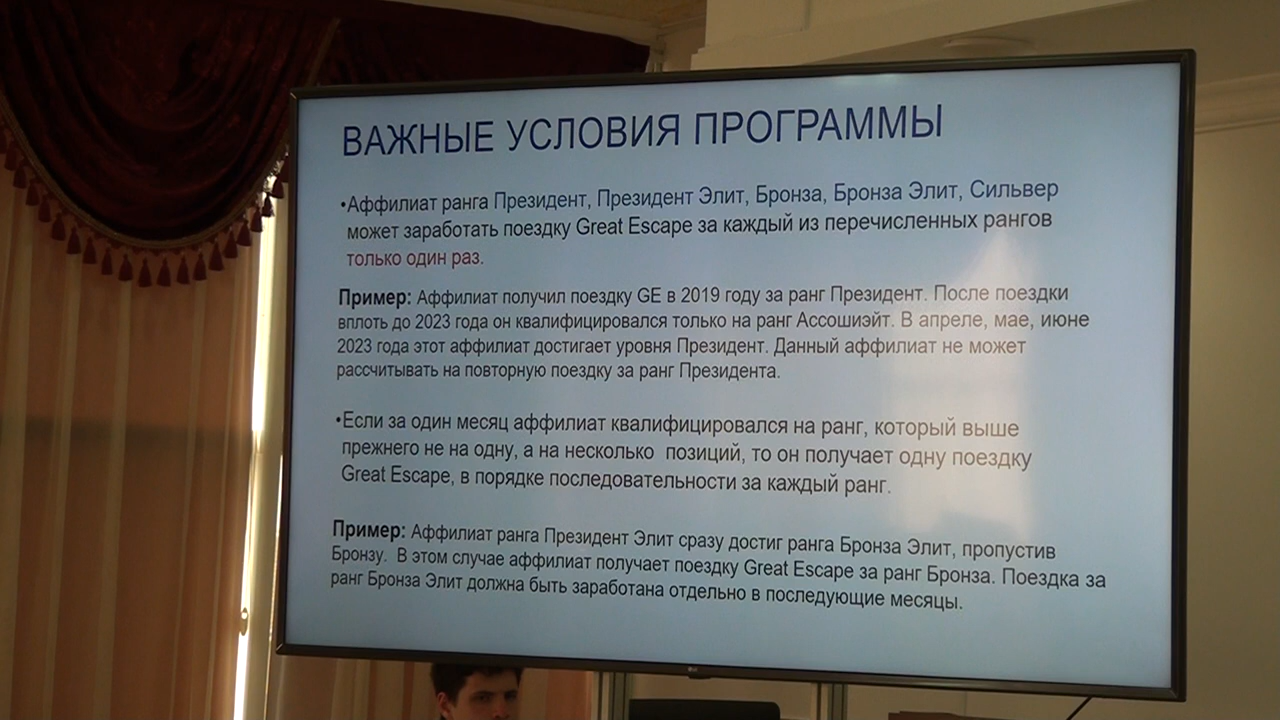 ВАЖНЫЕ УСЛОВИЯ ПРОГРАММЫ
•Аффилиат ранга Президент, Президент Элит, Бронза, Бронза Элит, Сильвер
может заработать поездку Great Escape за каждый из перечисленных рангов
только один раз.
Пример: Аффилиат получил поездку GE в 2019 году за ранг Президент. После поездки
вплоть до 2023 года он квалифицировался только на ранг Ассошиэйт. В апреле, мае, июне
2023 года этот аффилиат достигает уровня Президент. Данный аффилиат не может
рассчитывать на повторную поездку за ранг Президента.
•Если за один месяц аффилиат квалифицировался на ранг, который выше
прежнего не на одну, а на несколько позиций, то он получает одну поездку
Great Escape, в порядке последовательности за каждый ранг.
Пример: Аффилиат ранга Президент Элит сразу достиг ранга Бронза Элит, пропустив
Бронзу. В этом случае аффилиат получает поездку Great Escape за ранг Бронза. Поездка за
ранг Бронза Элит должна быть заработана отдельно в последующие месяцы.
LG